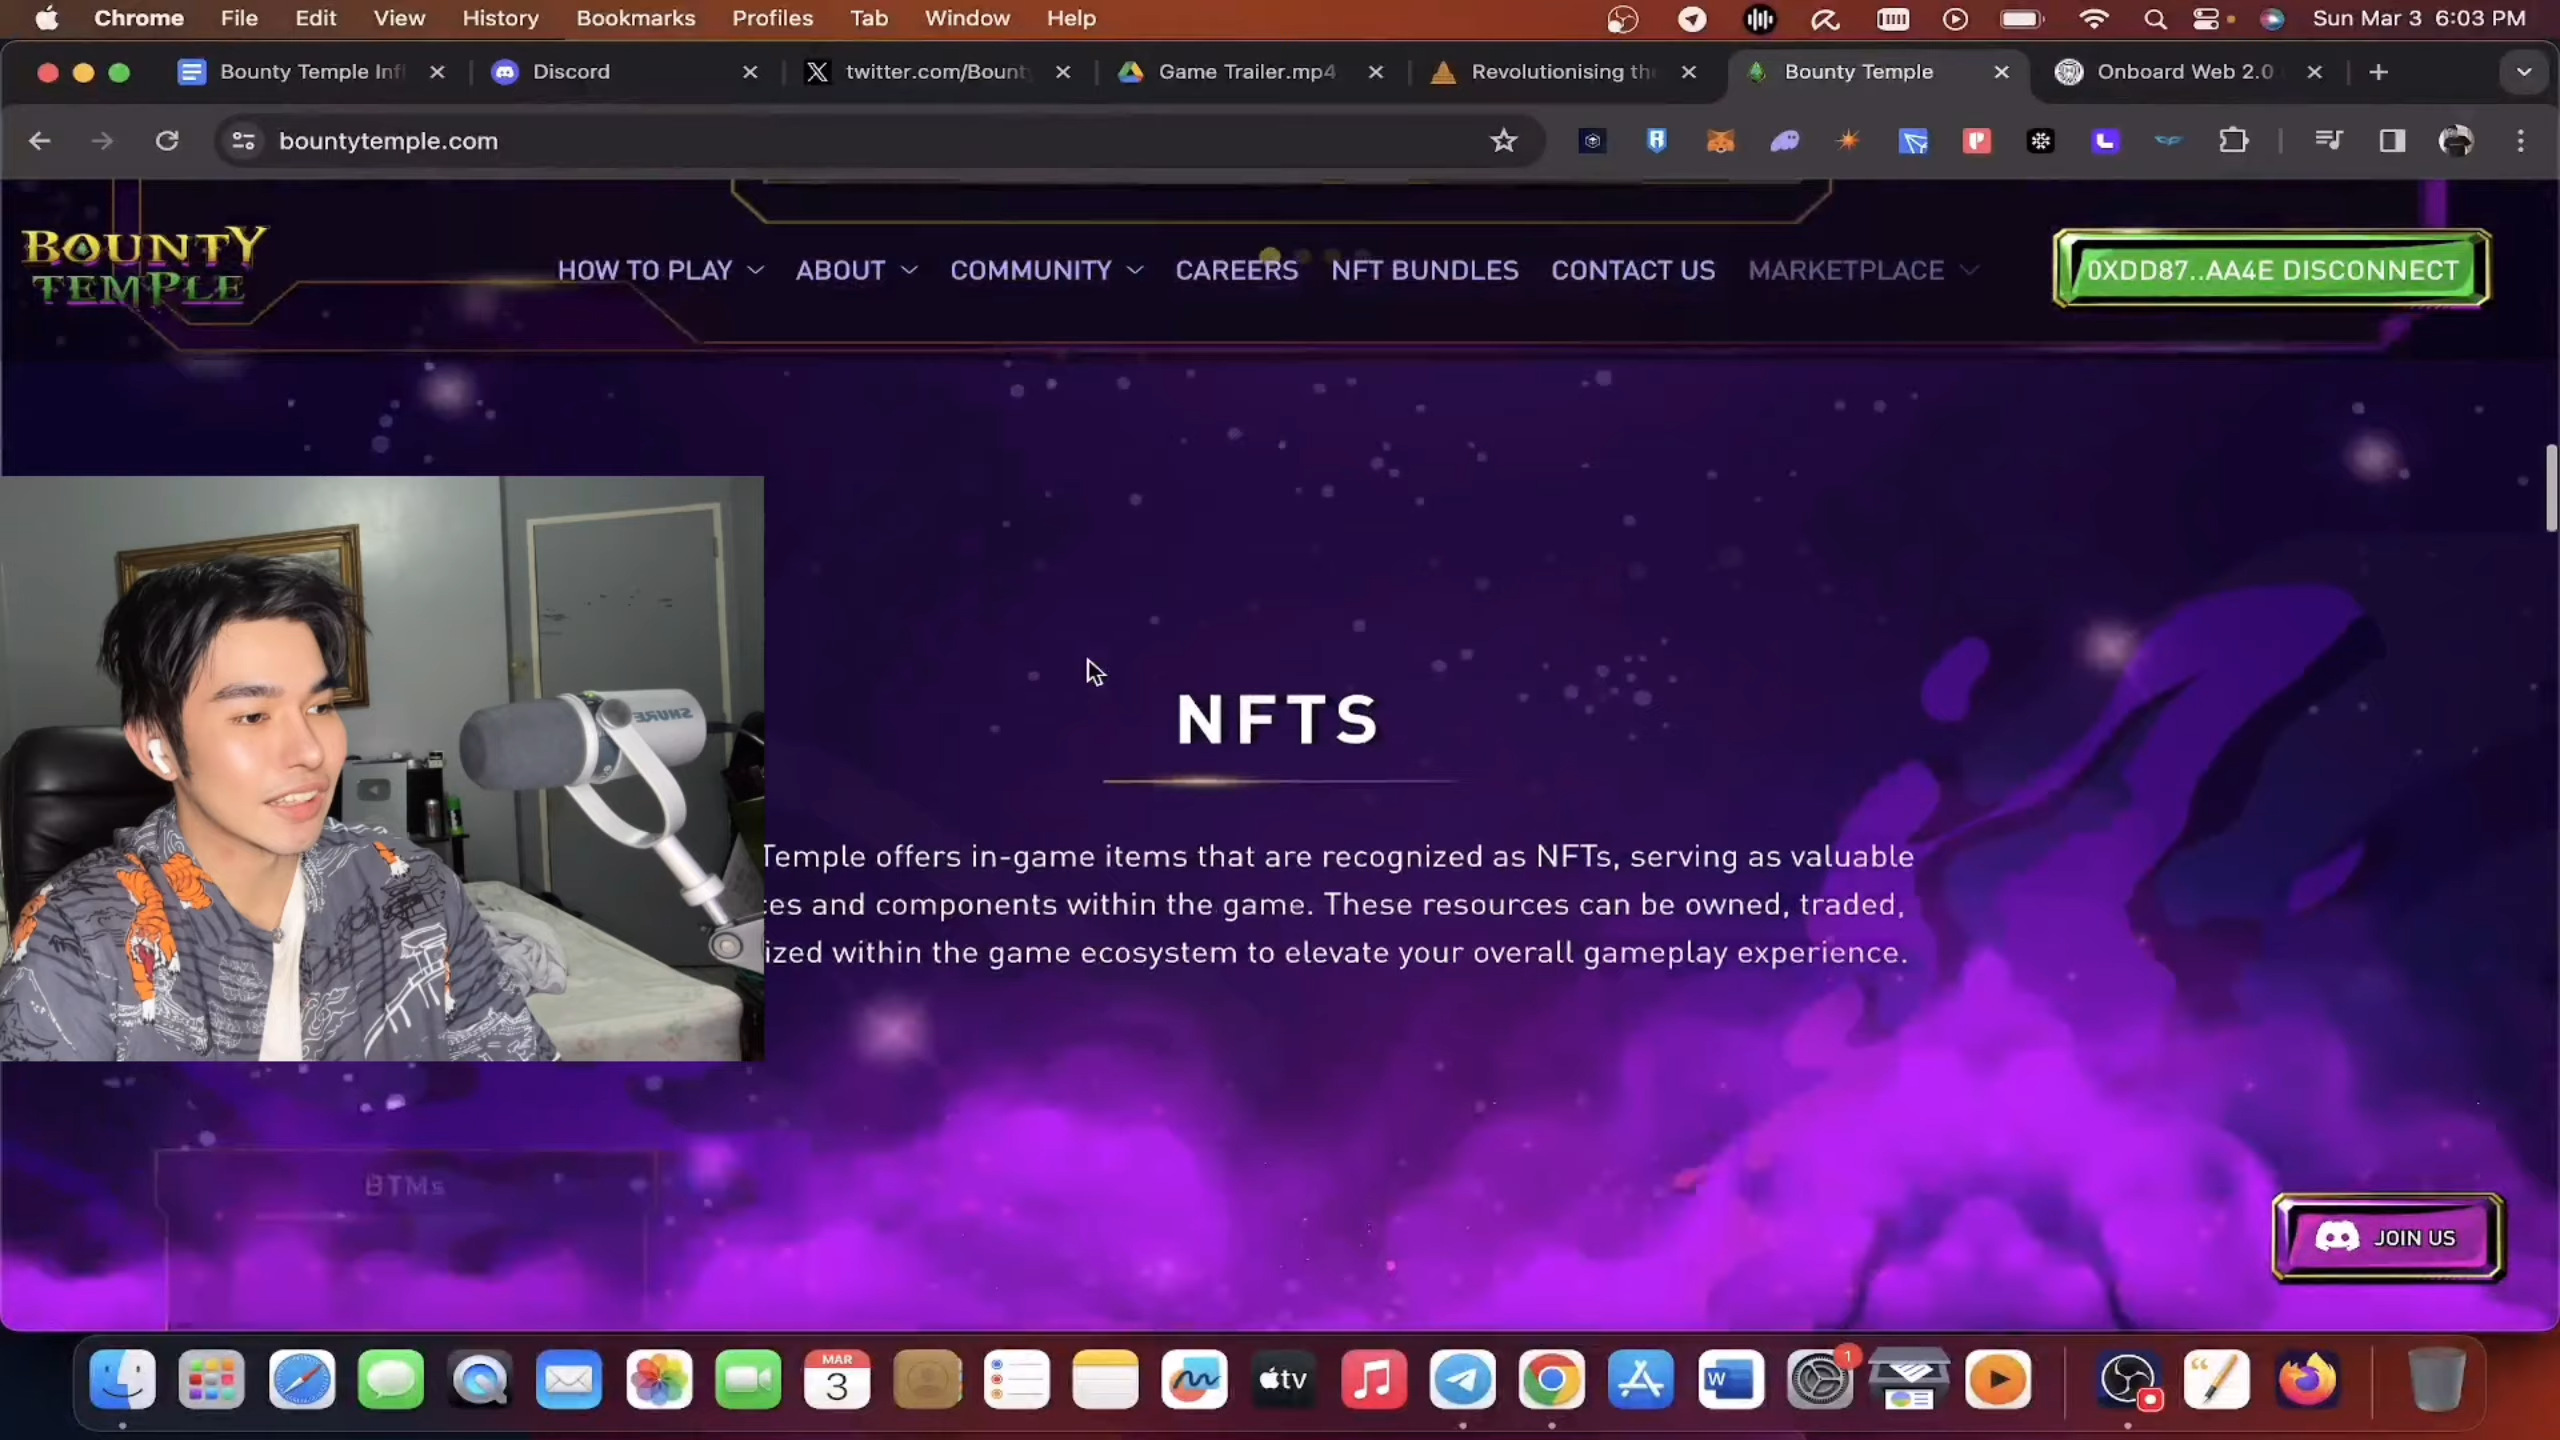 Chrome File Edit View History Bookmarks Profiles Tab Window Help Sun Mar 3 6:03 PM
Bounty Temple Inf Discord twitter.com/Bount Game Trailer.mp4 Revolutionising th Bounty Temple Onboard Web 2.0
bountytemple.com
BOUNTY
TEMPLE
HOW TO PLAY ABOUT COMMUNITY CAREERS NFT BUNDLES CONTACT US MARKETPLACE 0XDD87..AA4E DISCONNECT
SHURE
NFTS
Temple offers in-game items that are recognized as NFTs, serving as valuable
ces and components within the game. These resources can be owned, traded,
ized within the game ecosystem to elevate your overall gameplay experience.
BTMs
JOIN US
MAR
3
tv
W
1